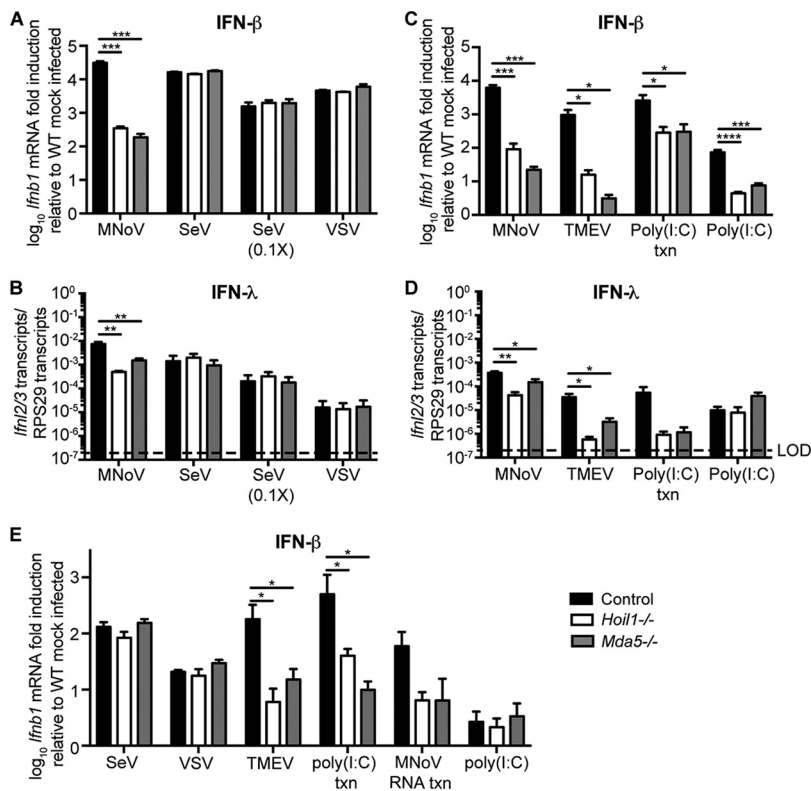 A
IFN-β
log10 Ifnb1 mRNA fold induction
relative to WT mock infected
5
4
3
2
1
0
***
***
MNoV
SeV
SeV
(0.1X)
VSV
C
IFN-β
log10 Ifnb1 mRNA fold induction
relative to WT mock infected
5
4
3
2
1
0
***
***
*
*
*
*
***
****
MNoV
TMEV
Poly(I:C)
txn
Poly(I:C)
B
IFN-λ
Ifnl2/3 transcripts/
RPS29 transcripts
10^0
10^-1
10^-2
10^-3
10^-4
10^-5
10^-6
10^-7
**
**
MNoV
SeV
SeV
(0.1X)
VSV
D
IFN-λ
Ifnl2/3 transcripts/
RPS29 transcripts
10^0
10^-1
10^-2
10^-3
10^-4
10^-5
10^-6
10^-7
*
**
*
*
LOD
MNoV
TMEV
Poly(I:C)
txn
Poly(I:C)
E
IFN-β
log10 Ifnb1 mRNA fold induction
relative to WT mock infected
3
2
1
0
*
*
*
*
SeV
VSV
TMEV
poly(I:C)
txn
MNoV
RNA txn
poly(I:C)
Control
Hoil1-/-
Mda5-/-